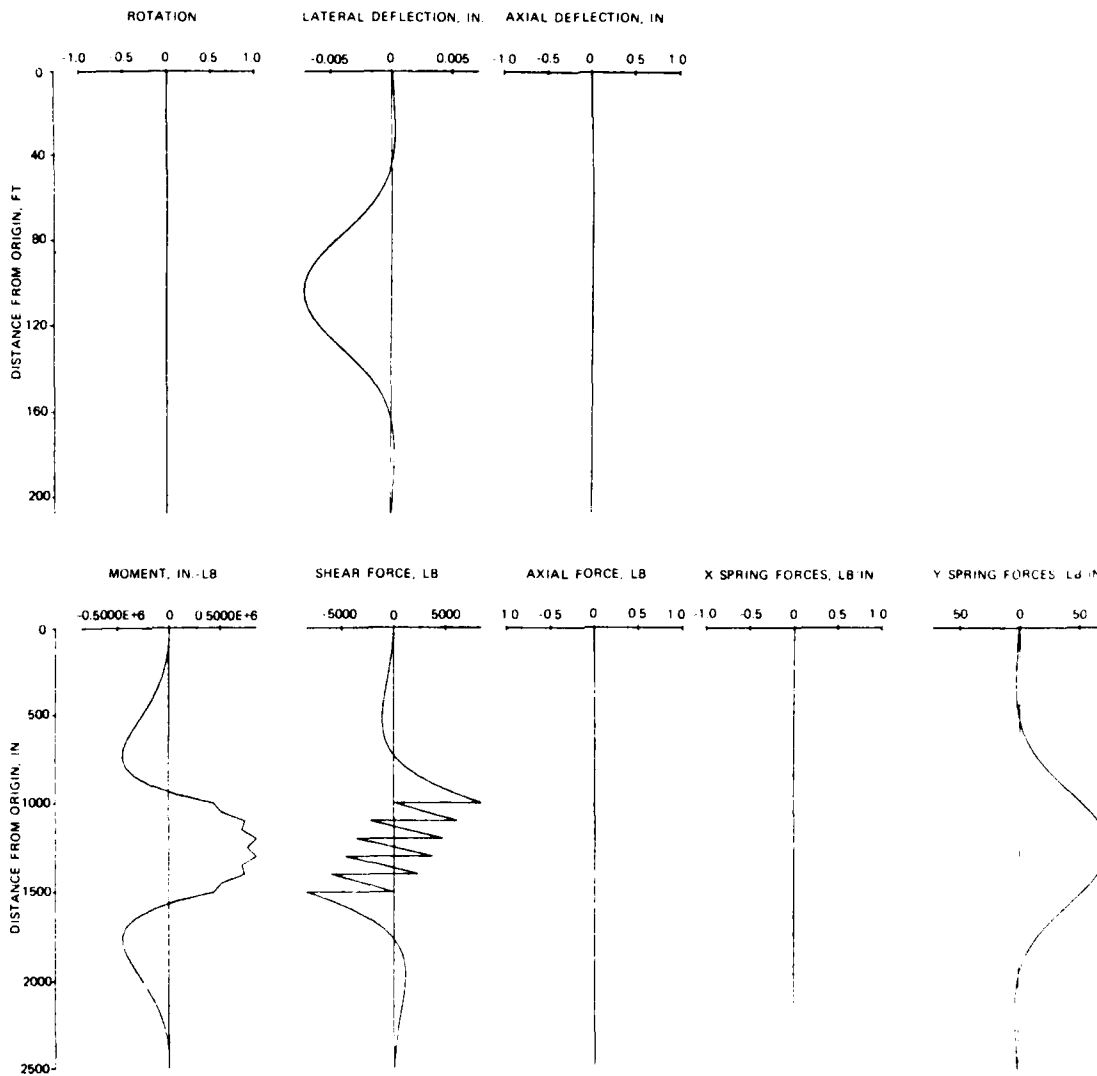 ROTATION LATERAL DEFLECTION, IN. AXIAL DEFLECTION, IN
-1.0 -0.5 0 0.5 1.0 -0.005 0 0.005 -1 0 -0 5 0 0 5 1 0
0
40
80
120
160
200
DISTANCE FROM ORIGIN, FT
MOMENT, IN.-LB SHEAR FORCE, LB AXIAL FORCE, LB X SPRING FORCES, LB/IN Y SPRING FORCES LB IN
-0.5000E+6 0 0 5000E+6 -5000 0 5000 -1 0 -0 5 0 0.5 1 0 -1 0 -0 5 0 0.5 1 0 50 0 50
0
500
1000
1500
2000
2500
DISTANCE FROM ORIGIN, IN